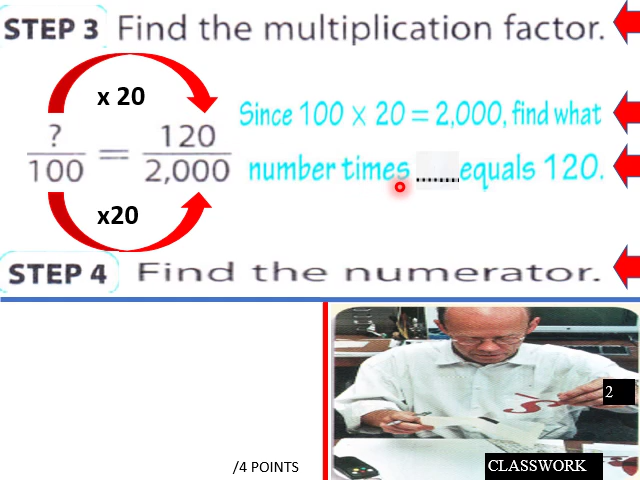 STEP 3 Find the multiplication factor.
x 20
Since 100 × 20 = 2,000, find what
? = 120
100 2,000
number times ........ equals 120.
x20
STEP 4 Find the numerator.
2
/4 POINTS
CLASSWORK